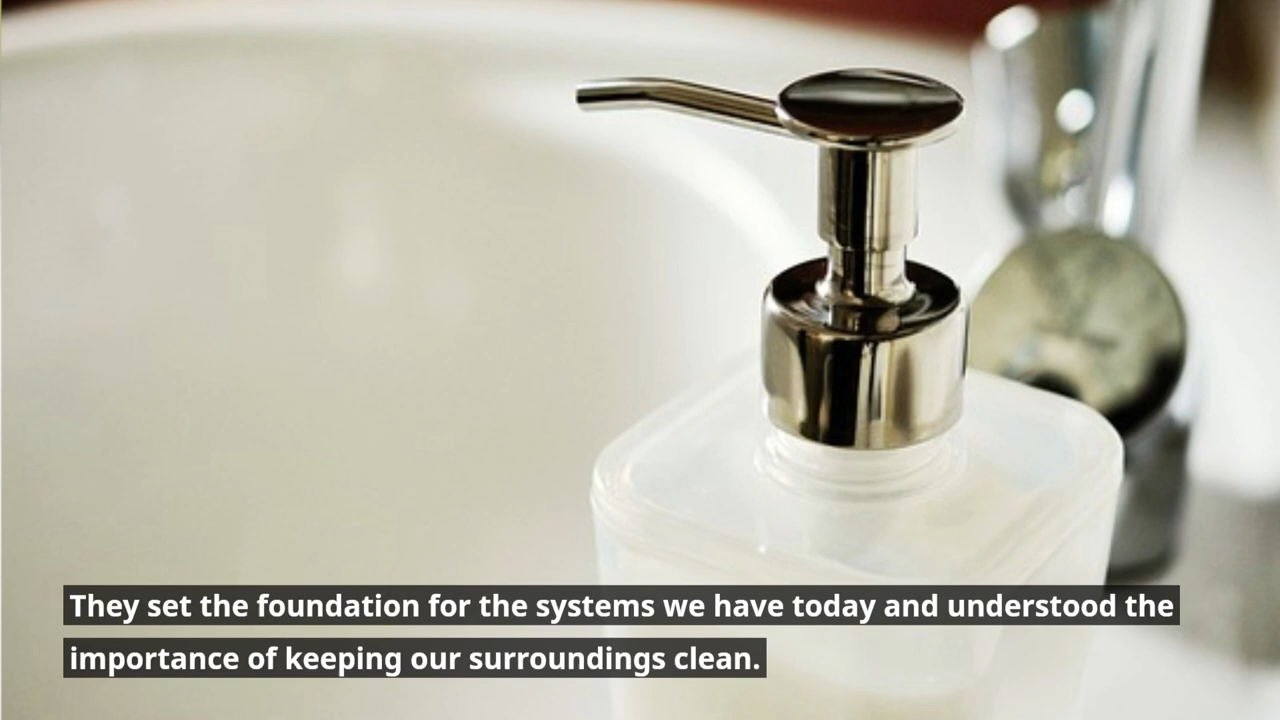 They set the foundation for the systems we have today and understood the
importance of keeping our surroundings clean.